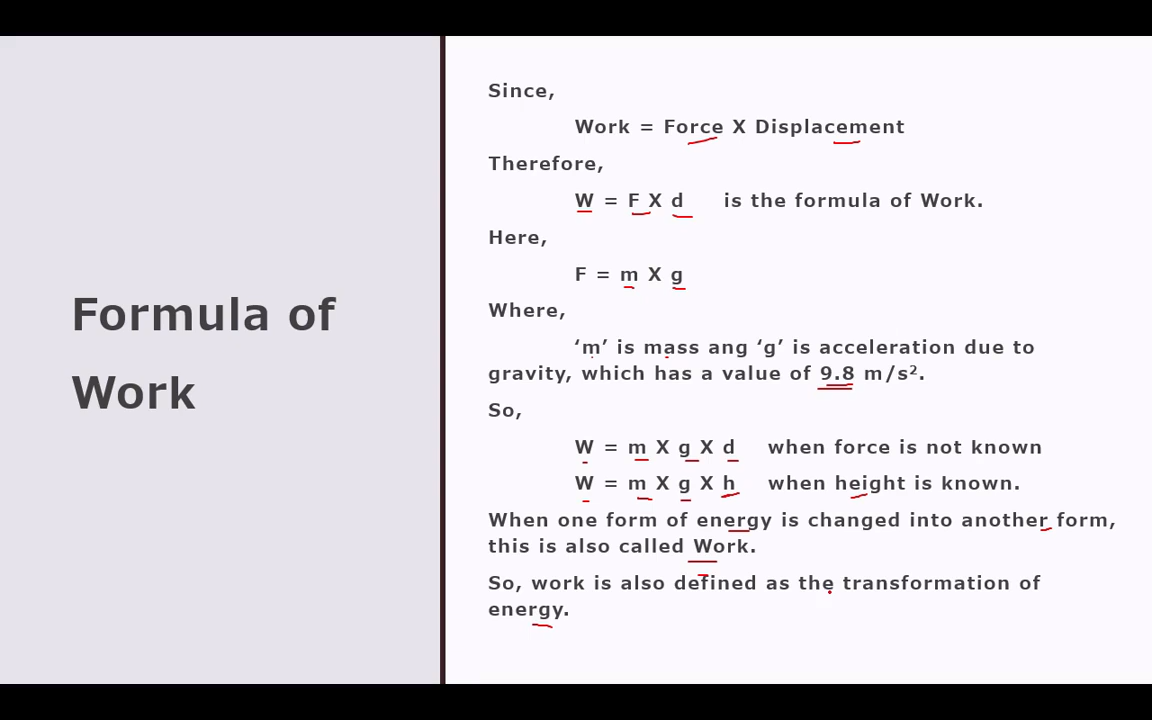 Formula of
Work
Since,
Work = Force X Displacement
Therefore,
W = F X d is the formula of Work.
Here,
F = m X g
Where,
‘m’ is mass ang ‘g’ is acceleration due to
gravity, which has a value of 9.8 m/s².
So,
W = m X g X d when force is not known
W = m X g X h when height is known.
When one form of energy is changed into another form,
this is also called Work.
So, work is also defined as the transformation of
energy.